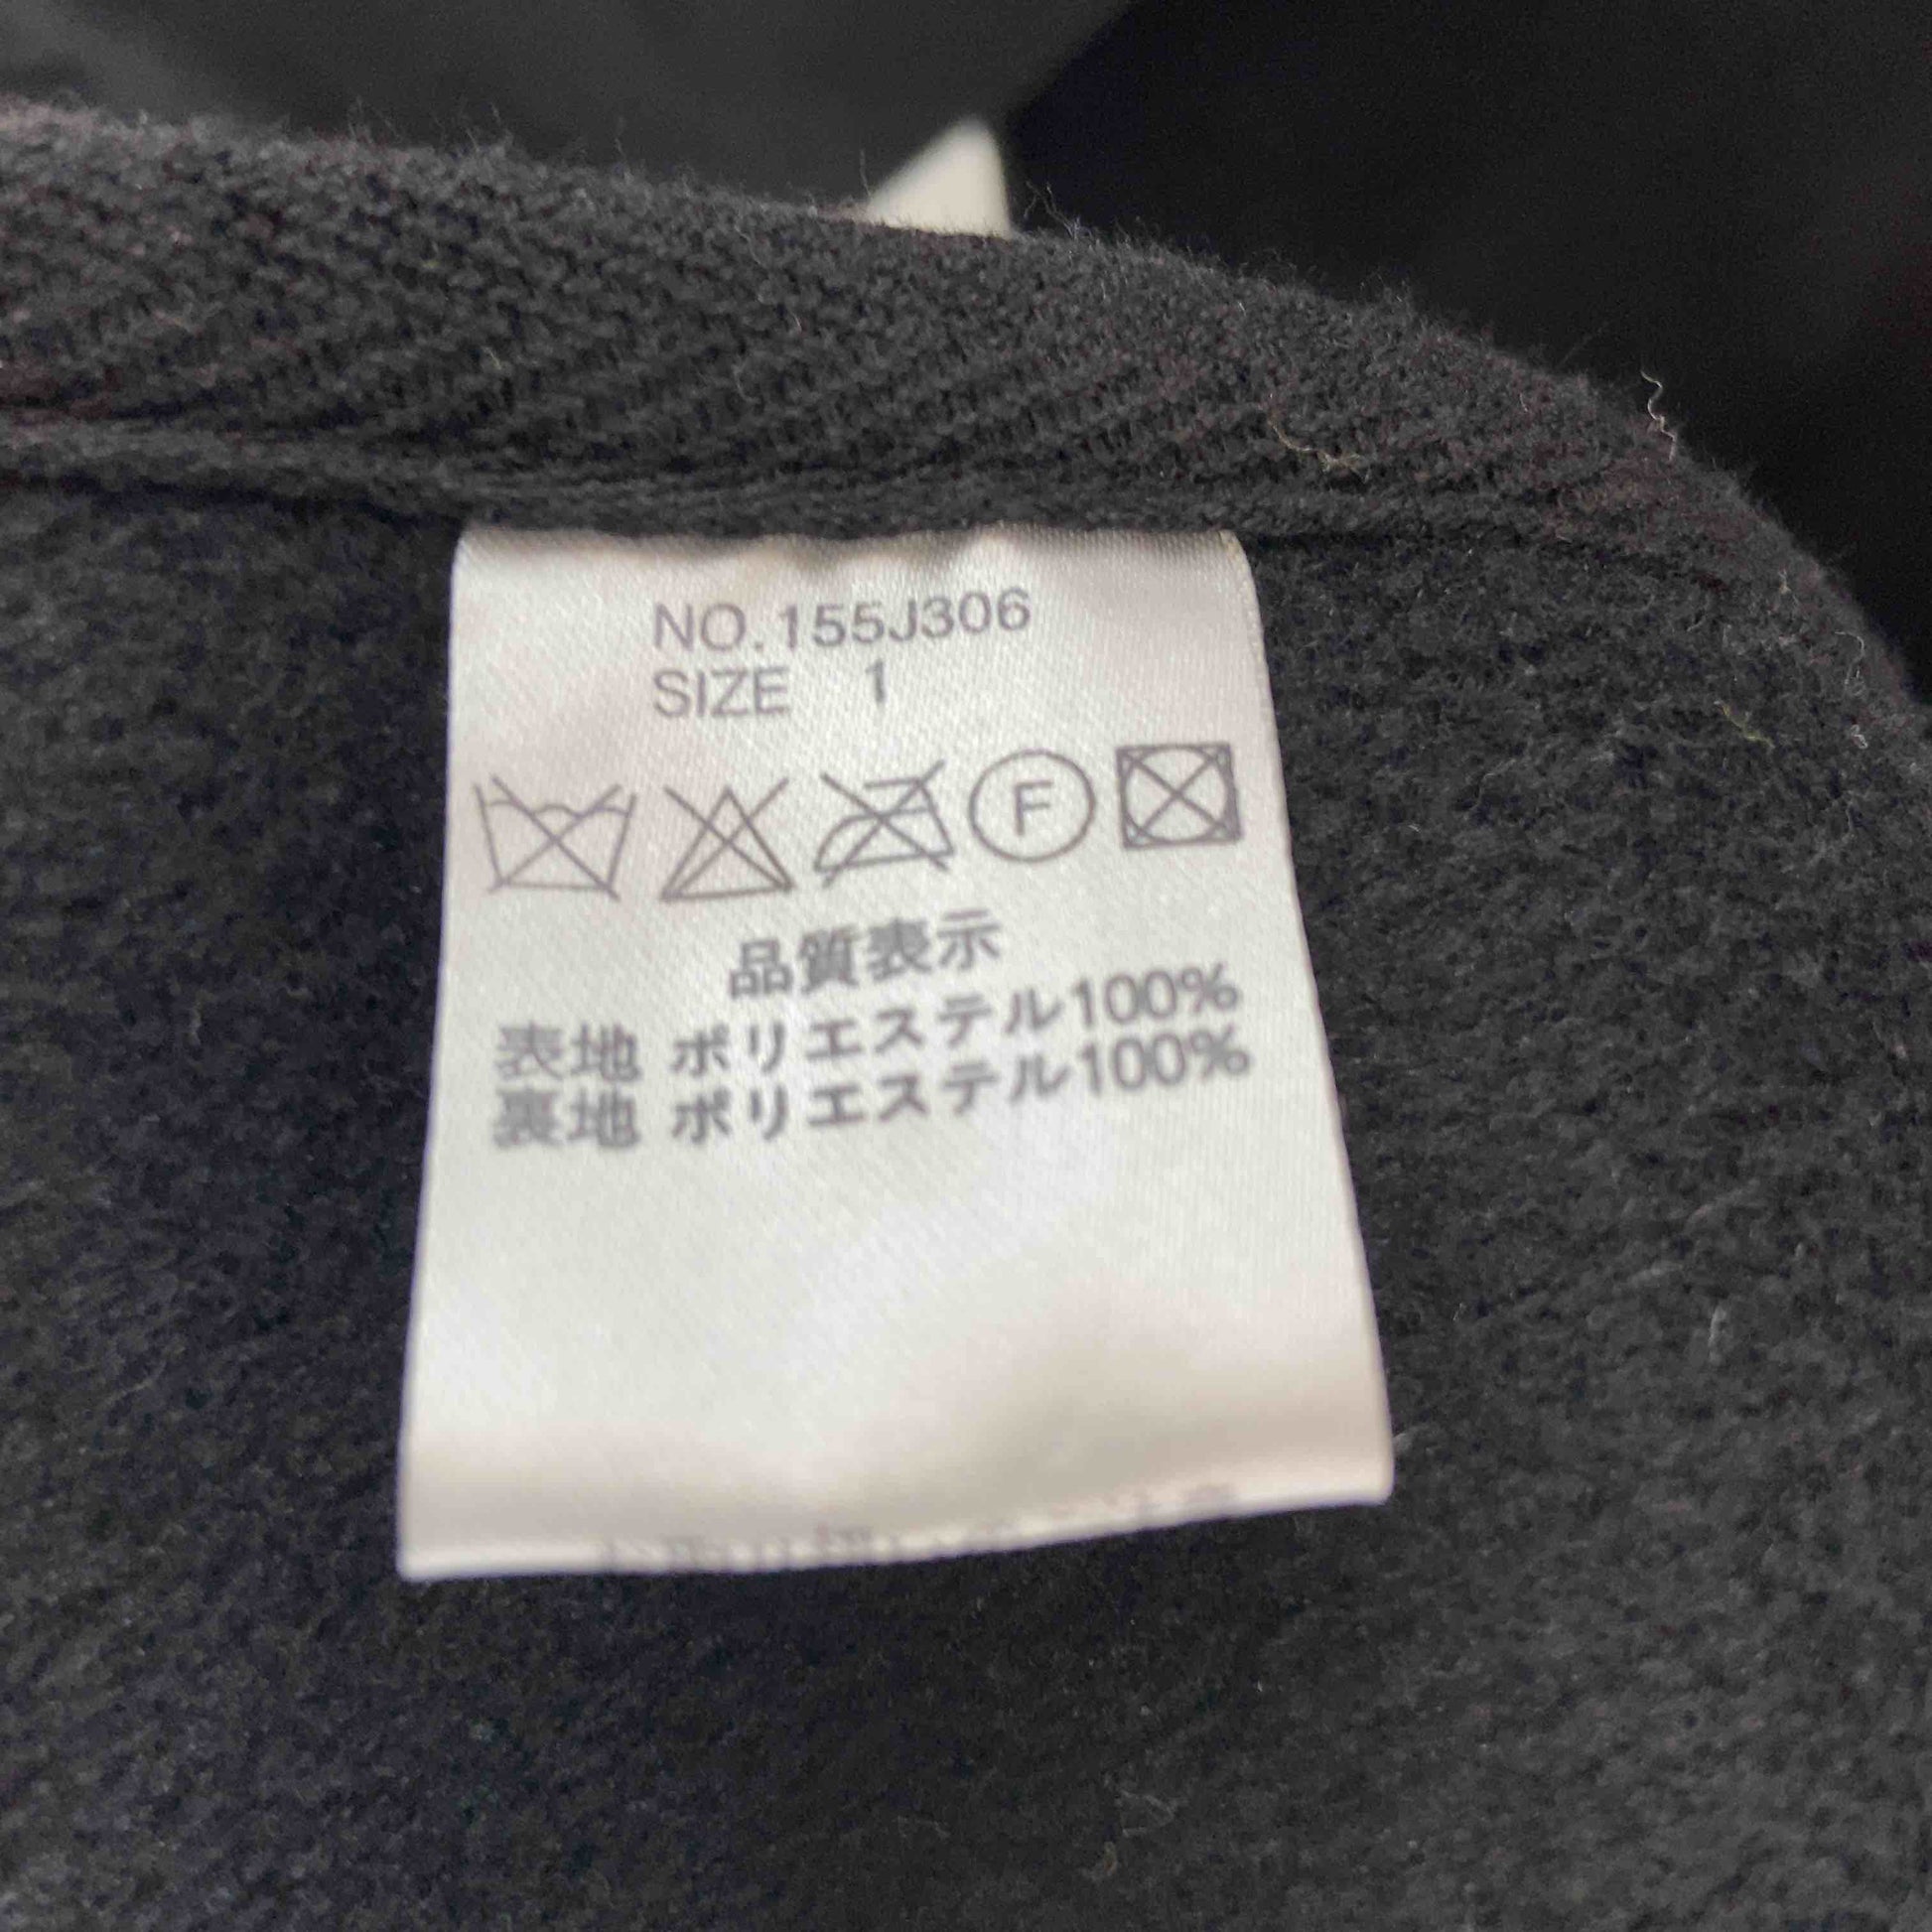 NO.155J306
SIZE 1
F
品質表示
表地 ポリエステル100%
裏地 ポリエステル100%